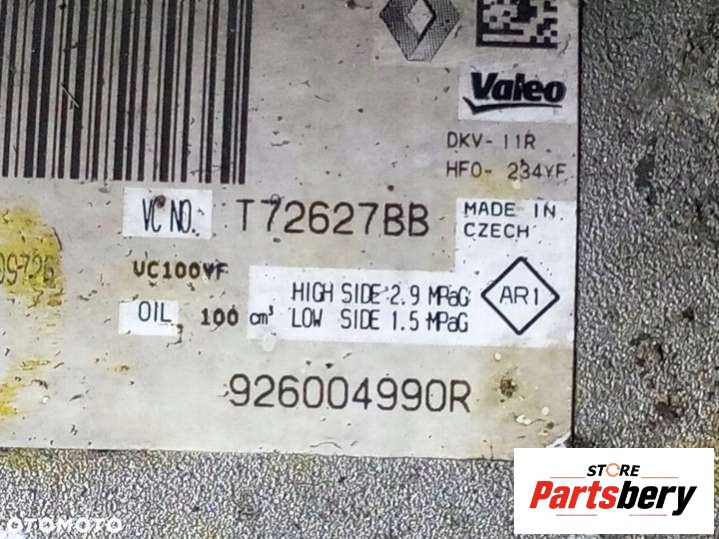 Valeo
DKV-11R
HFO-234YF
VC NO. T72627BB
MADE IN
CZECH
VC100YF
OIL, 100 cm³
HIGH SIDE 2.9 MPaG
LOW SIDE 1.5 MPaG
AR1
926004990R
STORE
Partsbery
OTOMOTO